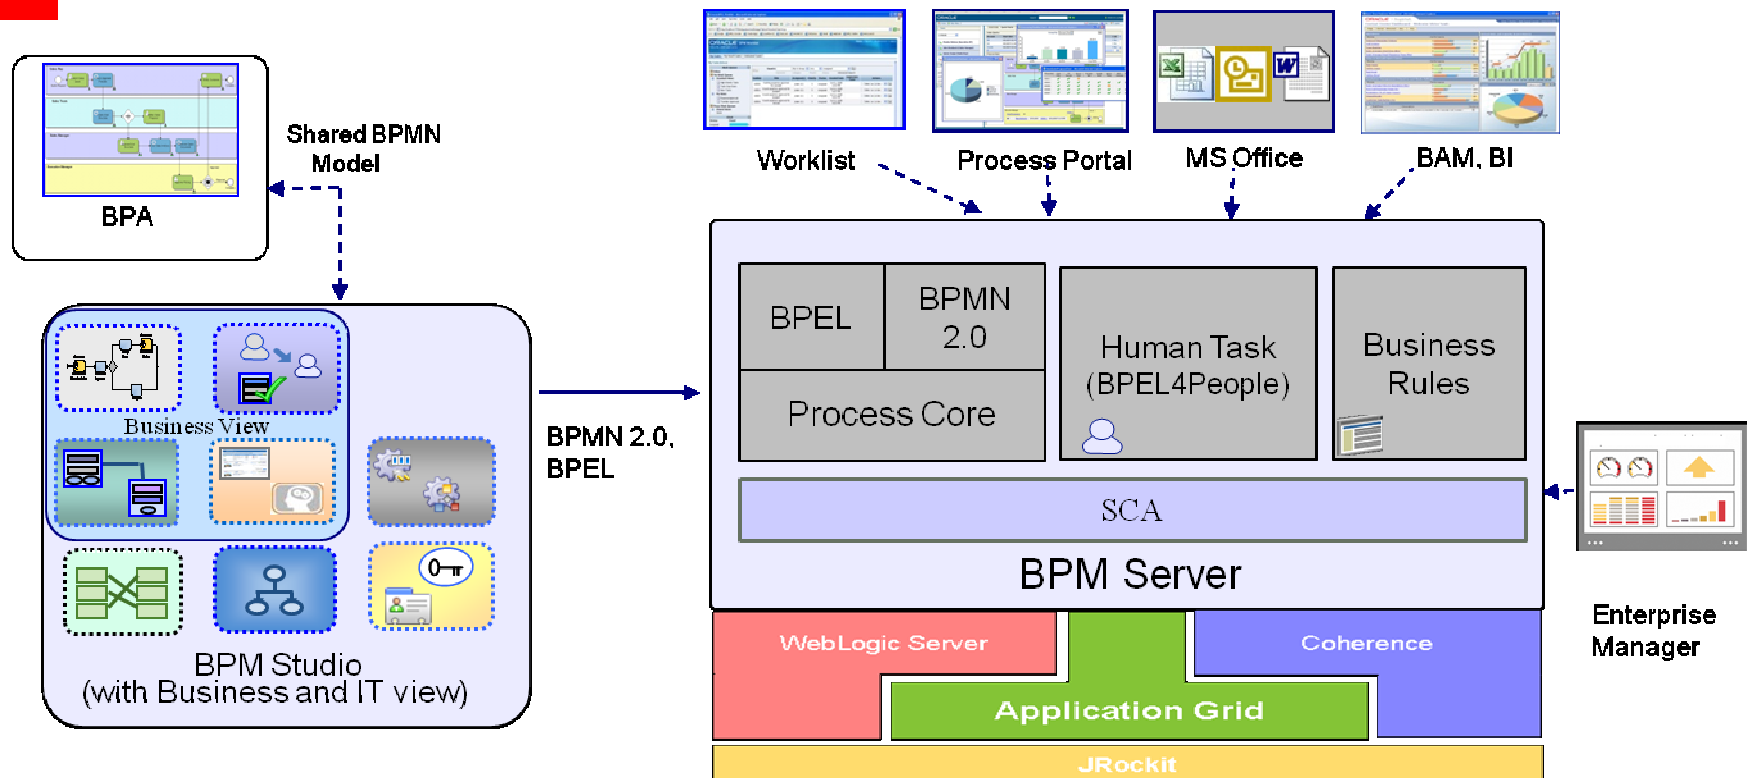 Shared BPMN
Model
BPA
Worklist
Process Portal
MS Office
BAM, BI
BPEL
BPMN
2.0
Process Core
Human Task
(BPEL4People)
Business
Rules
SCA
BPM Server
Business View
BPM Studio
(with Business and IT view)
BPMN 2.0,
BPEL
WebLogic Server
Coherence
Application Grid
JRockit
Enterprise
Manager